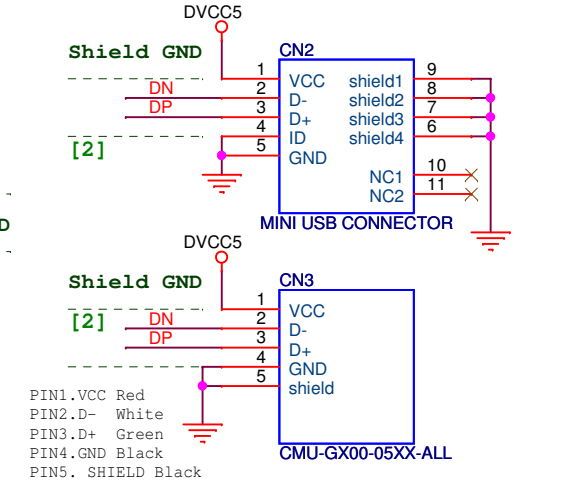 DVCC5
Shield GND
CN2
1 VCC shield1 9
DN 2 D- shield2 8
DP 3 D+ shield3 7
4 ID shield4 6
[2] 5 GND
NC1 10
NC2 11
D
MINI USB CONNECTOR
DVCC5
Shield GND
CN3
1 VCC
[2] DN 2 D-
DP 3 D+
4 GND
5 shield
PIN1.VCC Red
PIN2.D- White
PIN3.D+ Green
PIN4.GND Black
PIN5. SHIELD Black
CMU-GX00-05XX-ALL